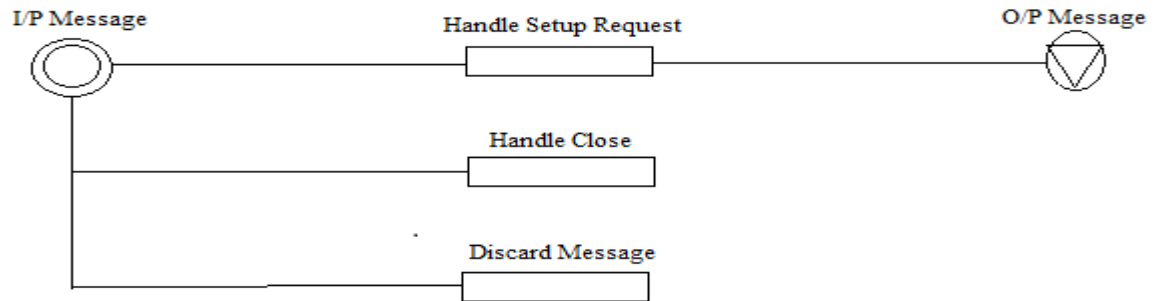 I/P Message
Handle Setup Request
O/P Message
Handle Close
Discard Message